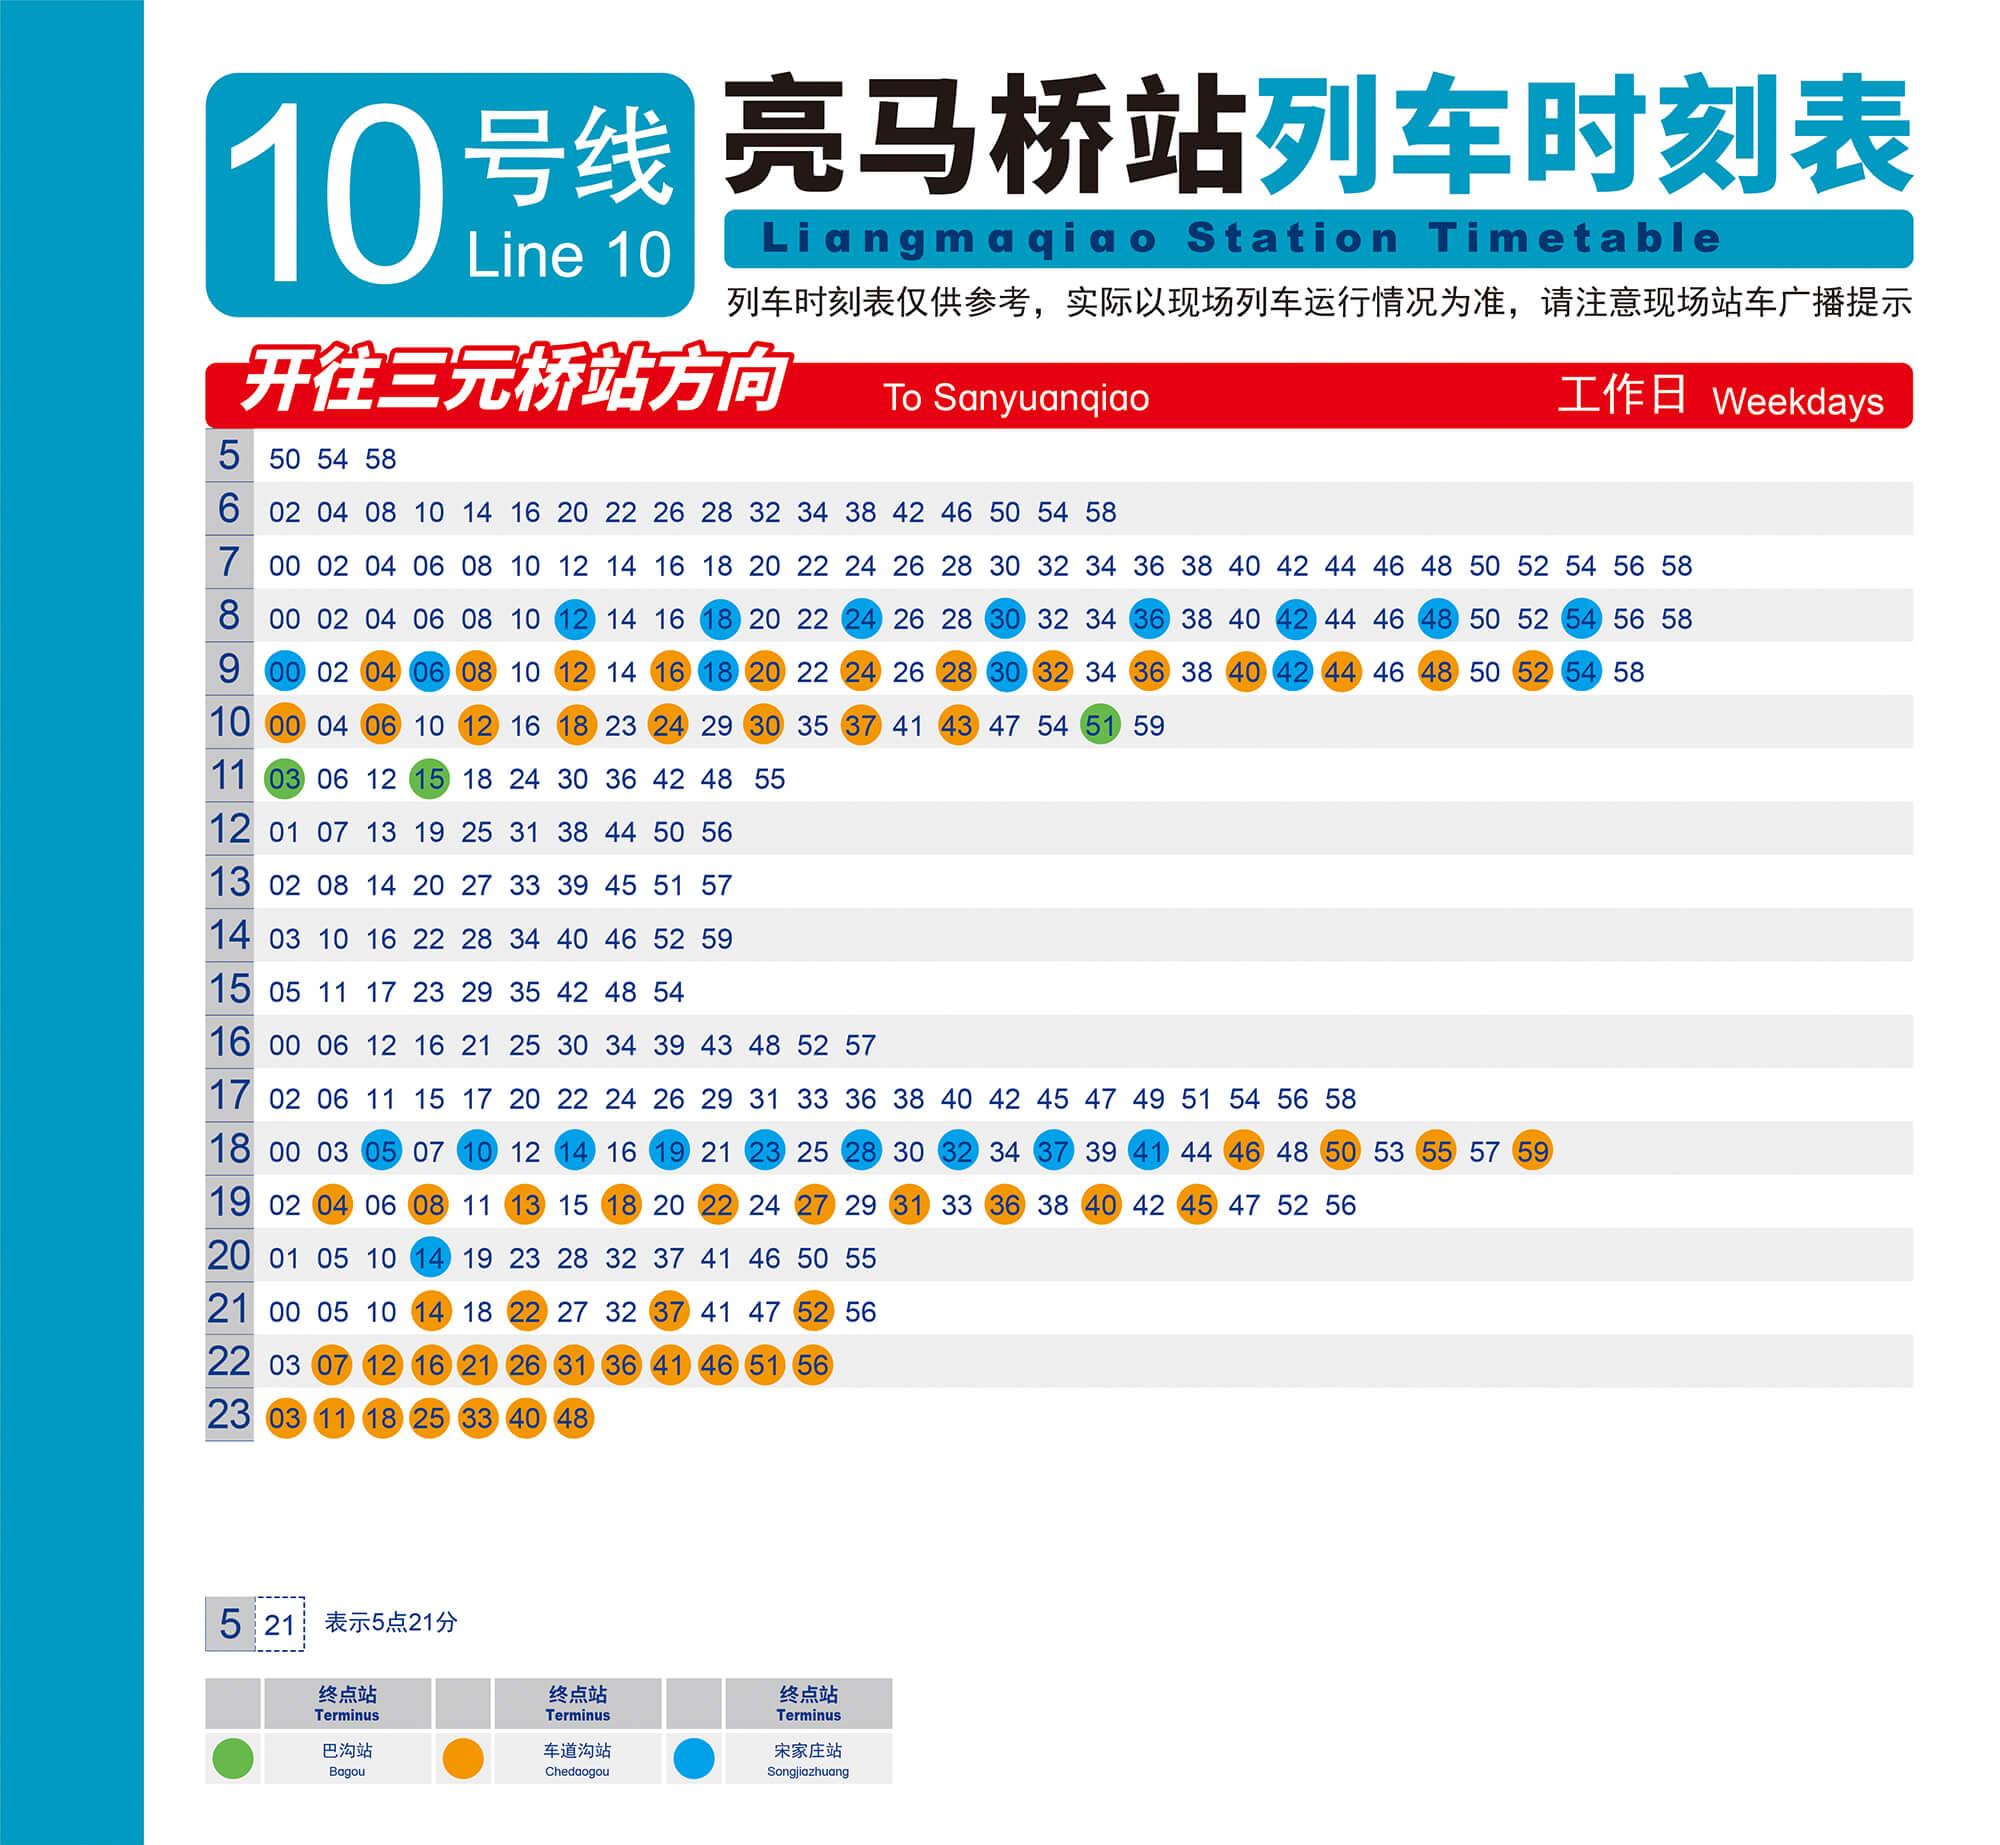 10号线
Line 10
亮马桥站列车时刻表
Liangmaqiao Station Timetable
列车时刻表仅供参考，实际以现场列车运行情况为准，请注意现场站车广播提示
开往三元桥站方向 To Sanyuanqiao 工作日 Weekdays
5 50 54 58
6 02 04 08 10 14 16 20 22 26 28 32 34 38 42 46 50 54 58
7 00 02 04 06 08 10 12 14 16 18 20 22 24 26 28 30 32 34 36 38 40 42 44 46 48 50 52 54 56 58
8 00 02 04 06 08 10 12 14 16 18 20 22 24 26 28 30 32 34 36 38 40 42 44 46 48 50 52 54 56 58
9 00 02 04 06 08 10 12 14 16 18 20 22 24 26 28 30 32 34 36 38 40 42 44 46 48 50 52 54 58
10 00 04 06 10 12 16 18 23 24 29 30 35 37 41 43 47 54 51 59
11 03 06 12 15 18 24 30 36 42 48 55
12 01 07 13 19 25 31 38 44 50 56
13 02 08 14 20 27 33 39 45 51 57
14 03 10 16 22 28 34 40 46 52 59
15 05 11 17 23 29 35 42 48 54
16 00 06 12 16 21 25 30 34 39 43 48 52 57
17 02 06 11 15 17 20 22 24 26 29 31 33 36 38 40 42 45 47 49 51 54 56 58
18 00 03 05 07 10 12 14 16 19 21 23 25 28 30 32 34 37 39 41 44 46 48 50 53 55 57 59
19 02 04 06 08 11 13 15 18 20 22 24 27 29 31 33 36 38 40 42 45 47 52 56
20 01 05 10 14 19 23 28 32 37 41 46 50 55
21 00 05 10 14 18 22 27 32 37 41 47 52 56
22 03 07 12 16 21 26 31 36 41 46 51 56
23 03 11 18 25 33 40 48
5 21 表示5点21分
终点站 终点站 终点站
Terminus Terminus Terminus
巴沟站 车道沟站 宋家庄站
Bagou Chedaogou Songjiazhuang